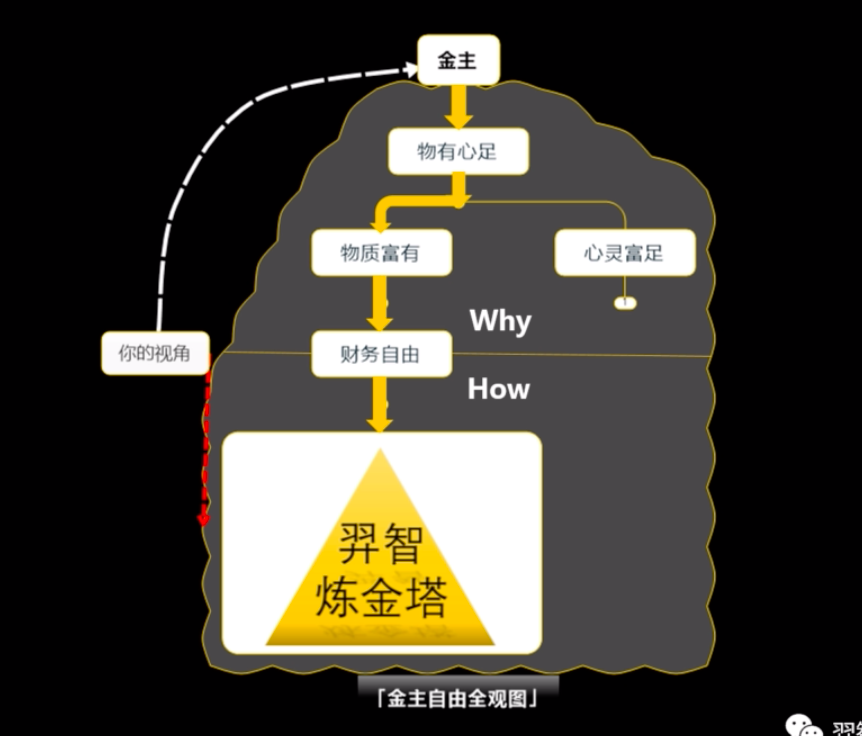 金主
物有心足
物质富有
心灵富足
Why
你的视角
财务自由
How
羿智
炼金塔
「金主自由全观图」
羿智